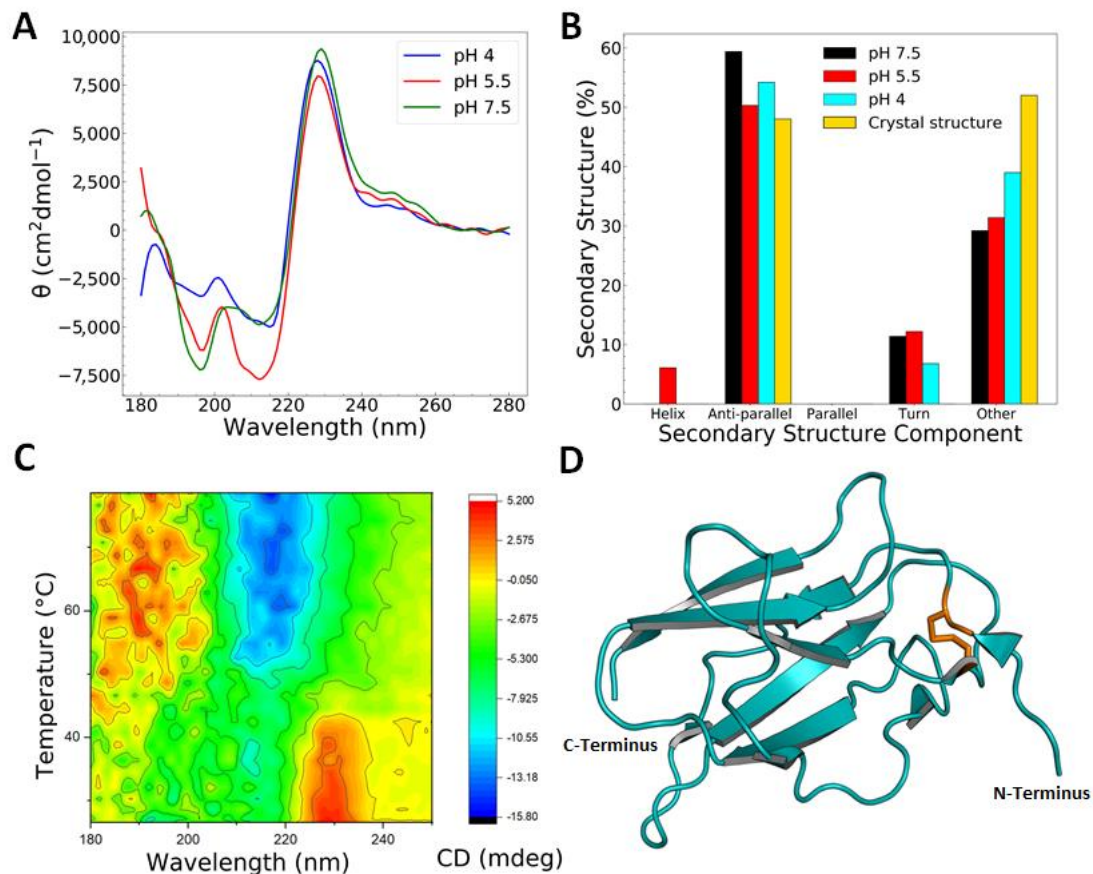 A
θ (cm²dmol⁻¹)
10,000
7,500
5,000
2,500
0
−2,500
−5,000
−7,500
180 200 220 240 260 280
Wavelength (nm)
pH 4
pH 5.5
pH 7.5
B
Secondary Structure (%)
60
50
40
30
20
10
0
pH 7.5
pH 5.5
pH 4
Crystal structure
Helix Anti-parallel Parallel Turn Other
Secondary Structure Component
C
Temperature (°C)
60
40
180 200 220 240
Wavelength (nm)
5.200
2.575
-0.050
-2.675
-5.300
-7.925
-10.55
-13.18
-15.80
CD (mdeg)
D
C-Terminus
N-Terminus